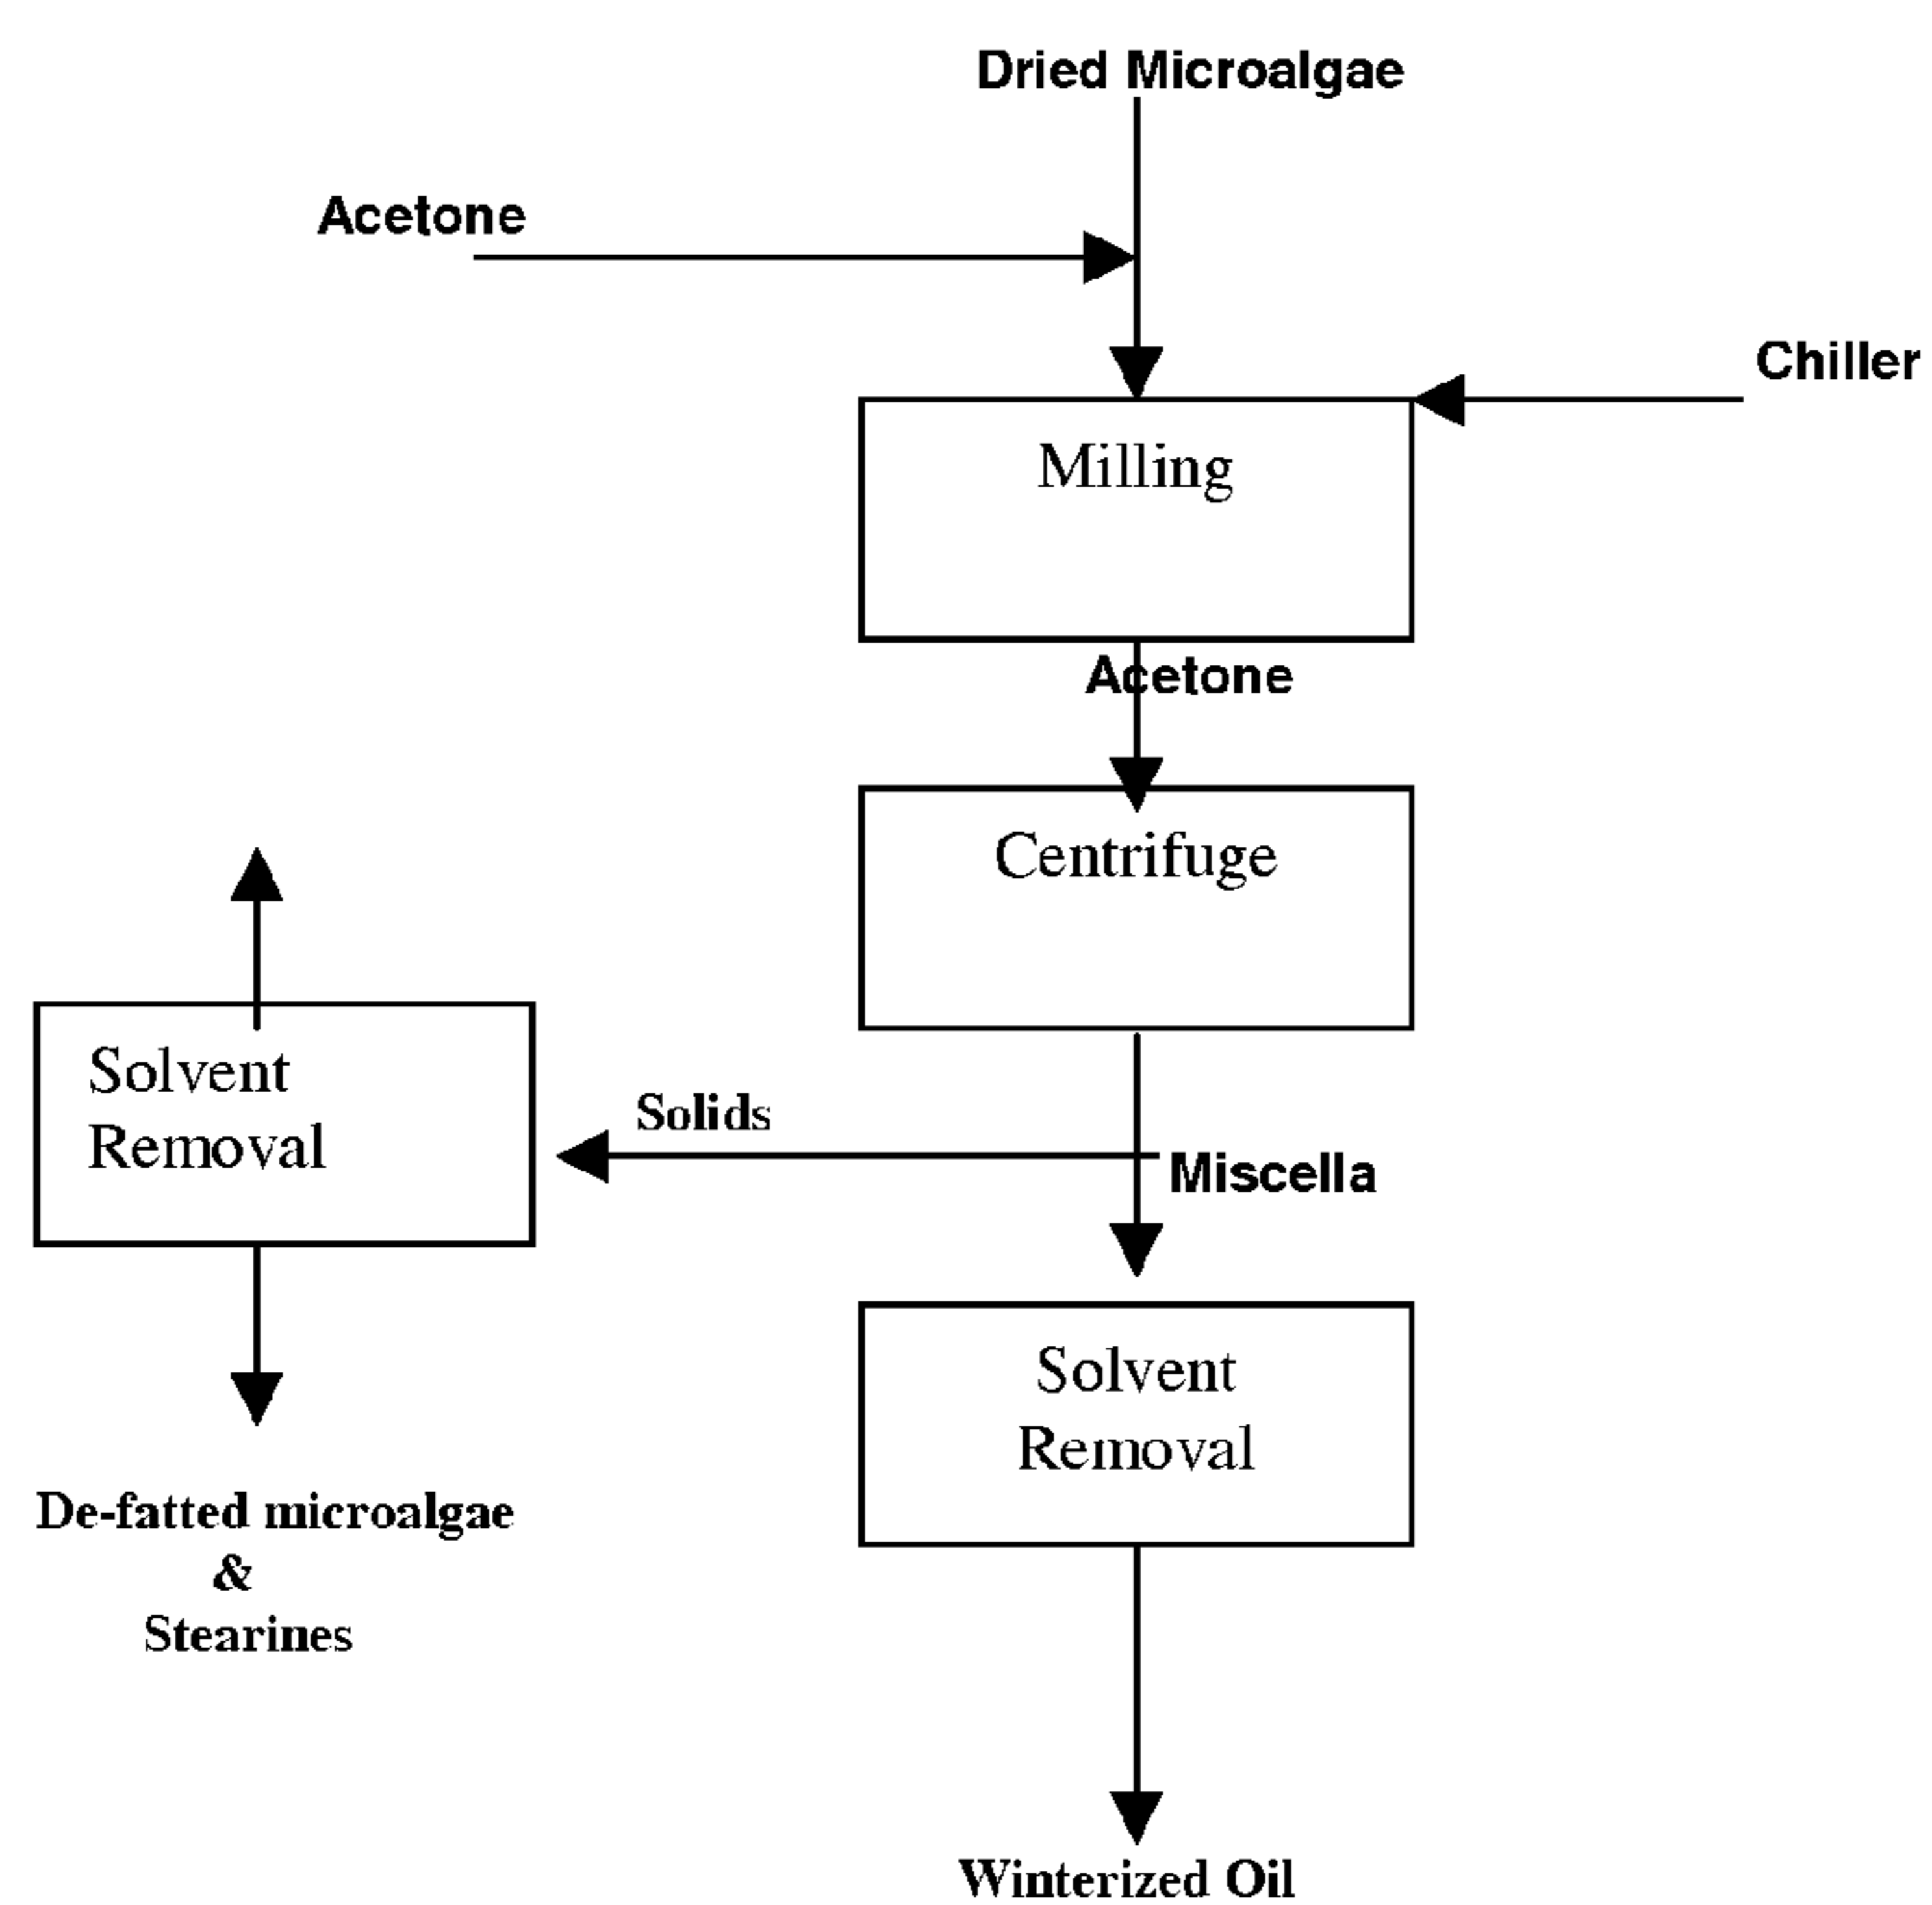 Dried Microalgae
Acetone
Chiller
Milling
Acetone
Centrifuge
Solvent
Removal
Solids
Miscella
Solvent
Removal
De-fatted microalgae
&
Stearines
Winterized Oil